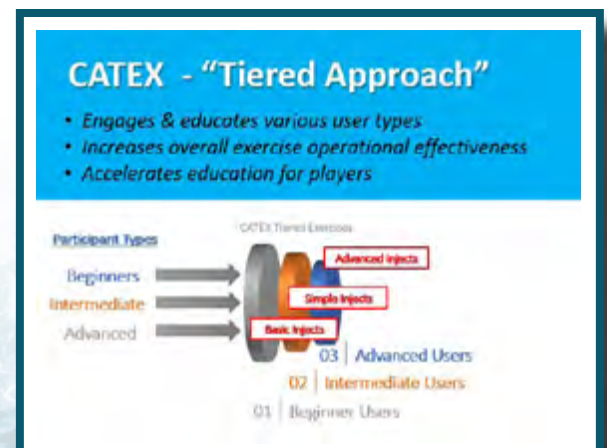 CATEX - “Tiered Approach”
• Engages & educates various user types
• Increases overall exercise operational effectiveness
• Accelerates education for players
CATEX Tiered Exercises
Participant Types
Beginners
Intermediate
Advanced
Advanced Injects
Simple Injects
Basic Injects
03 | Advanced Users
02 | Intermediate Users
01 | Beginner Users